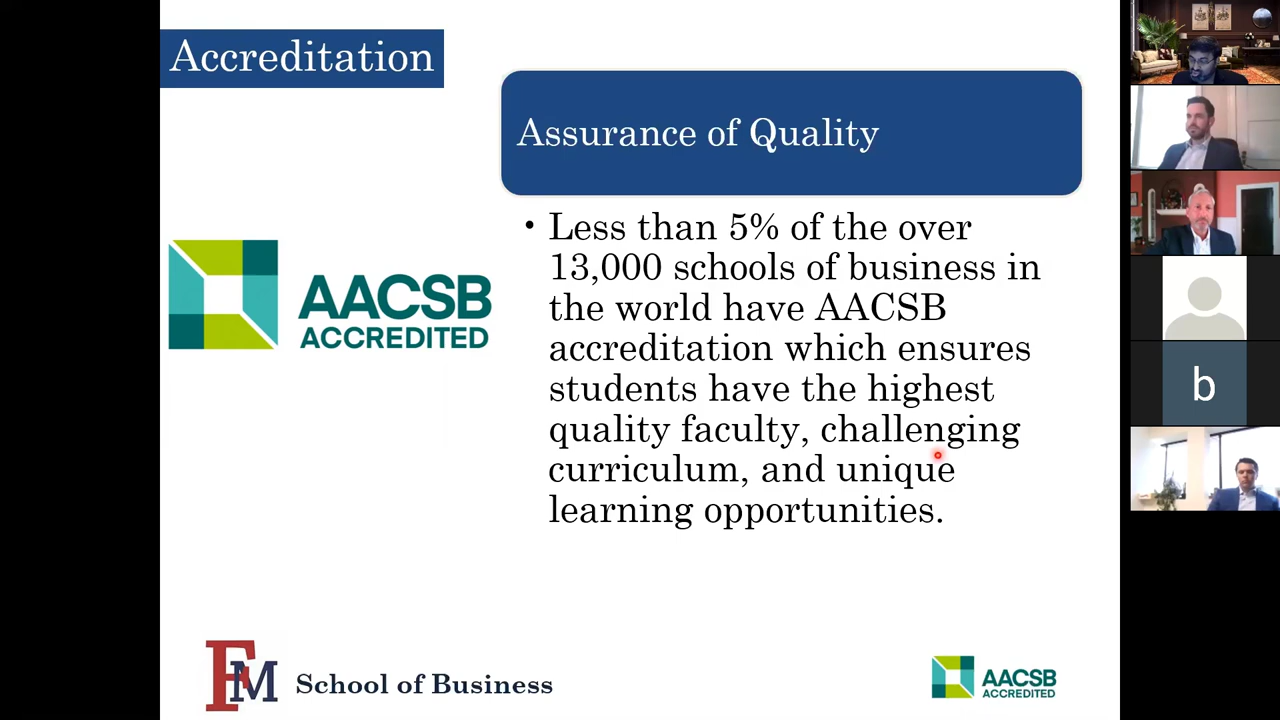 Accreditation
Assurance of Quality
• Less than 5% of the over
13,000 schools of business in
the world have AACSB
accreditation which ensures
students have the highest
quality faculty, challenging
curriculum, and unique
learning opportunities.
AACSB
ACCREDITED
b
FM
School of Business
AACSB
ACCREDITED